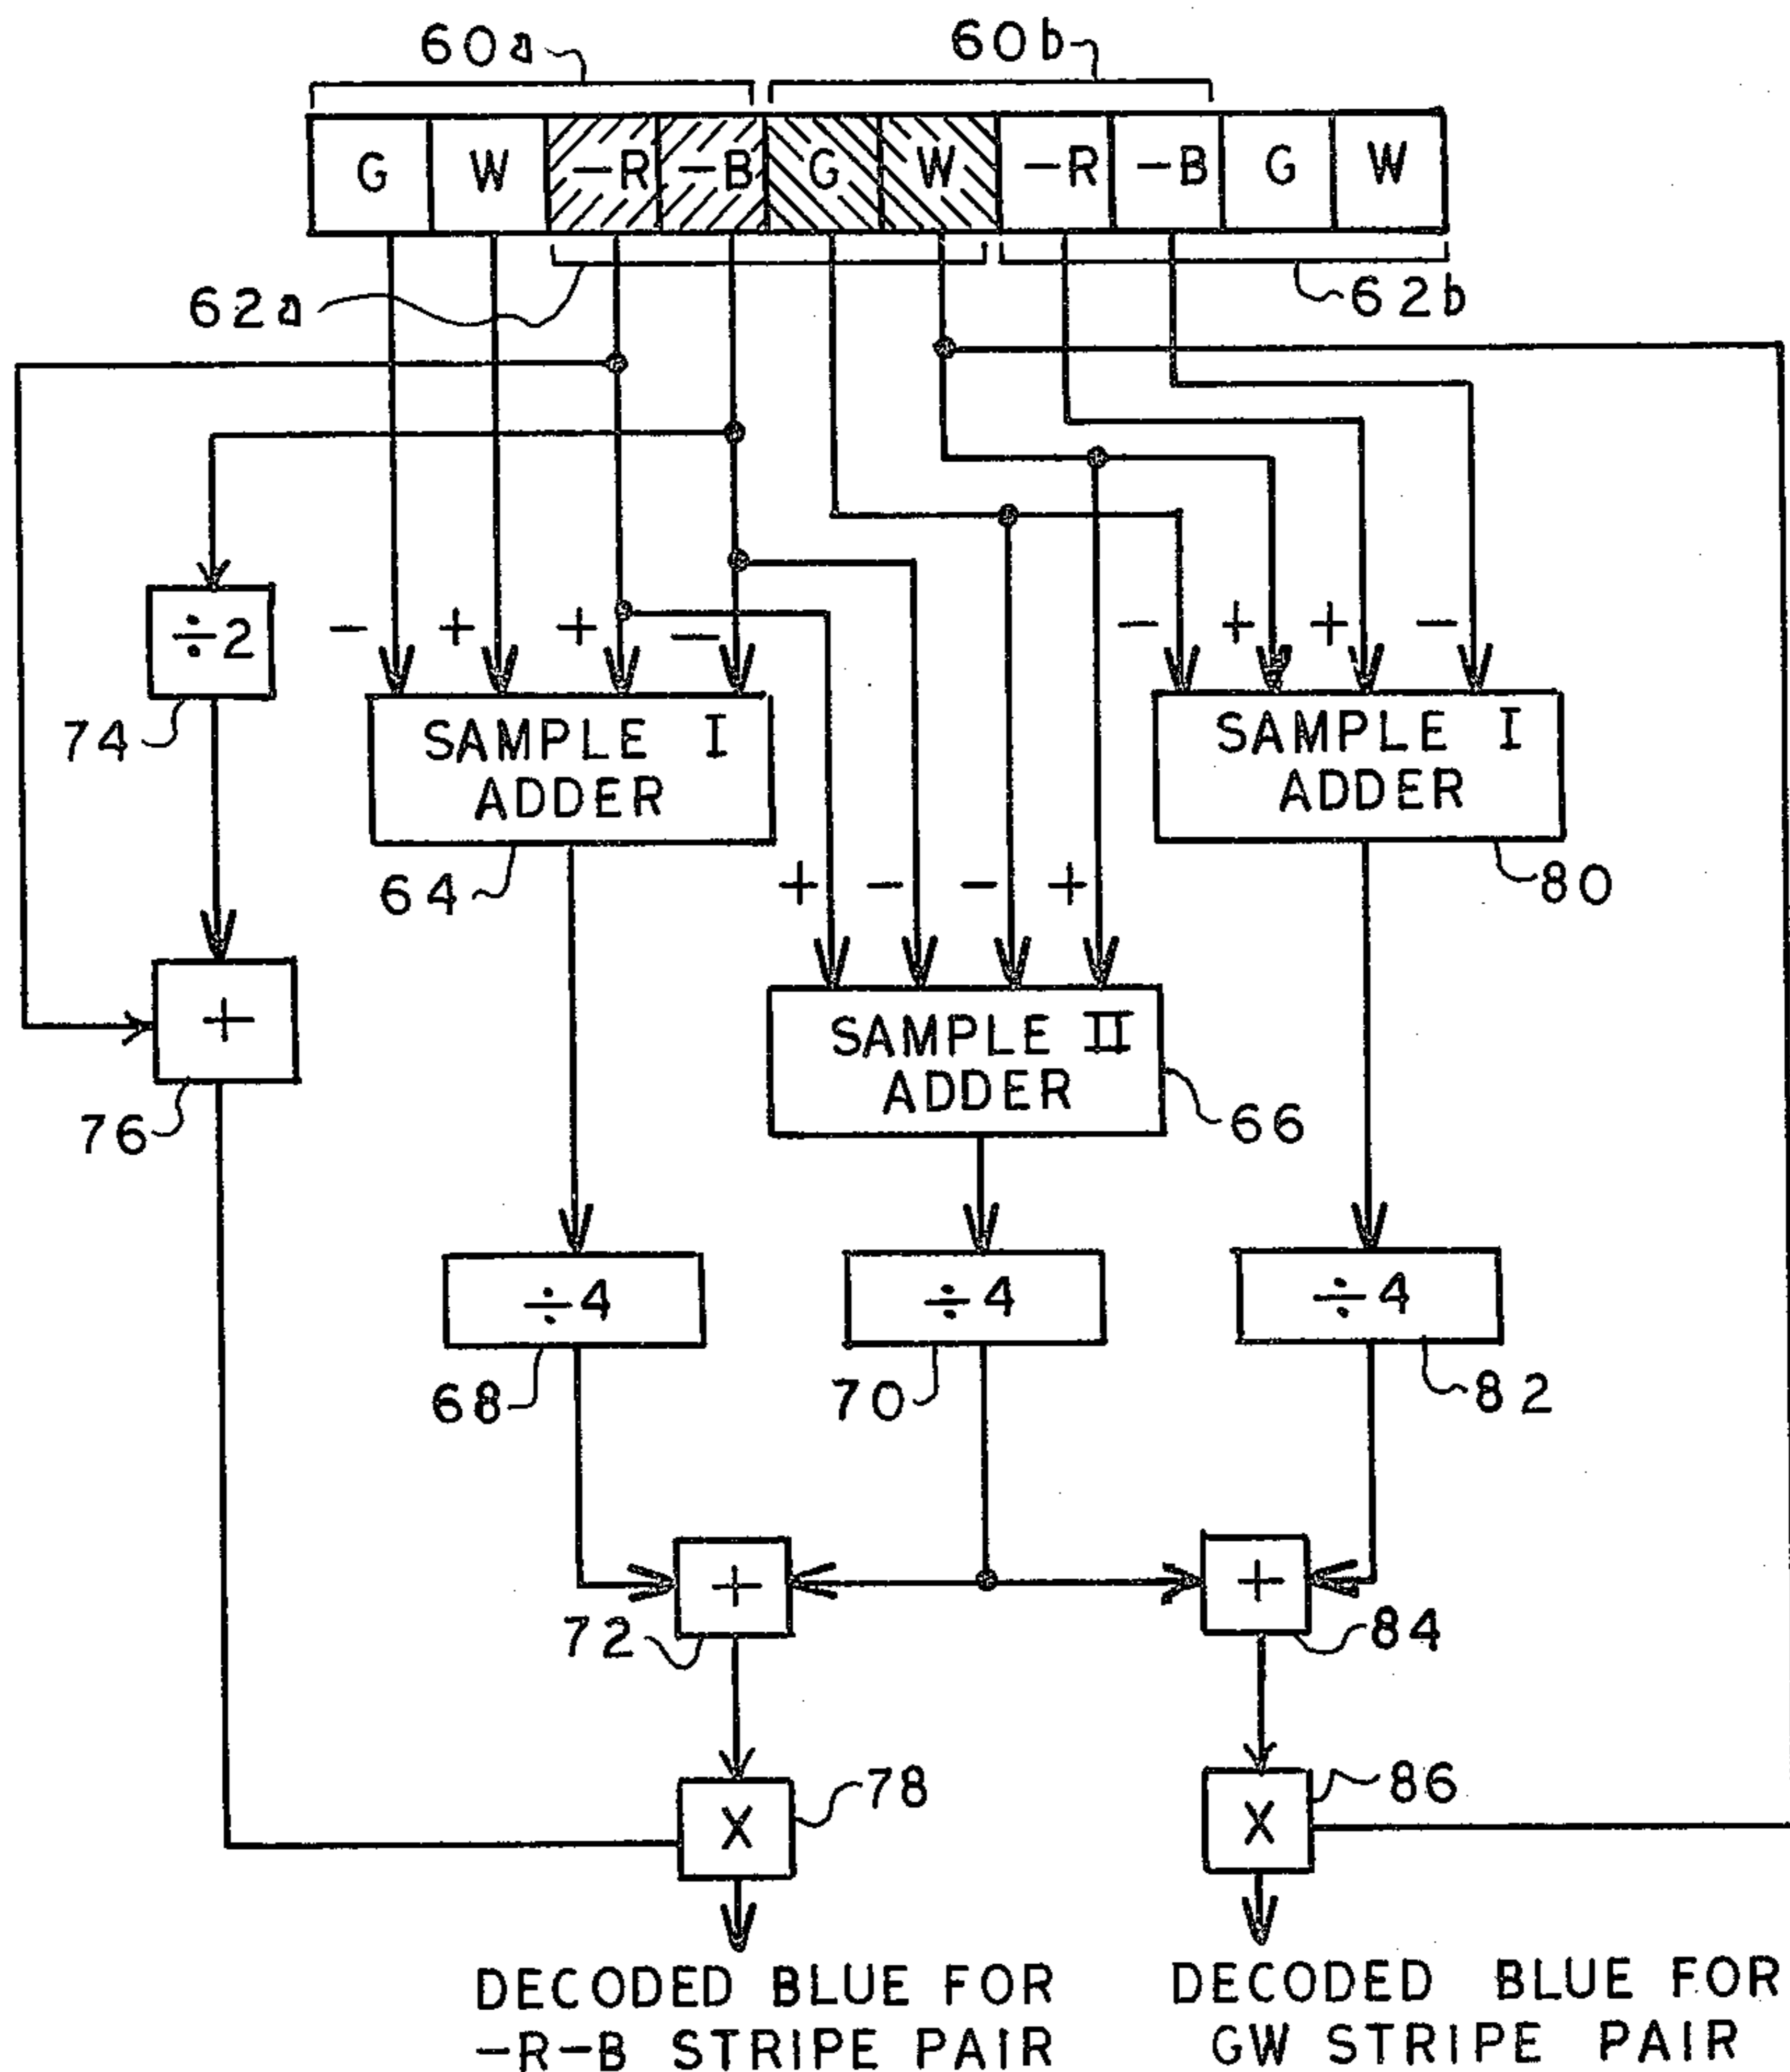 60a 60b
G W -R -B G W -R -B G W
62a 62b
÷2
- + + - - + + -
74
SAMPLE I ADDER
SAMPLE I ADDER
64
+ - - +
80
+
SAMPLE II ADDER
76
66
÷4 ÷4 ÷4
68 70 82
+ +
72 84
X 78 X 86
DECODED BLUE FOR
-R-B STRIPE PAIR
DECODED BLUE FOR
GW STRIPE PAIR